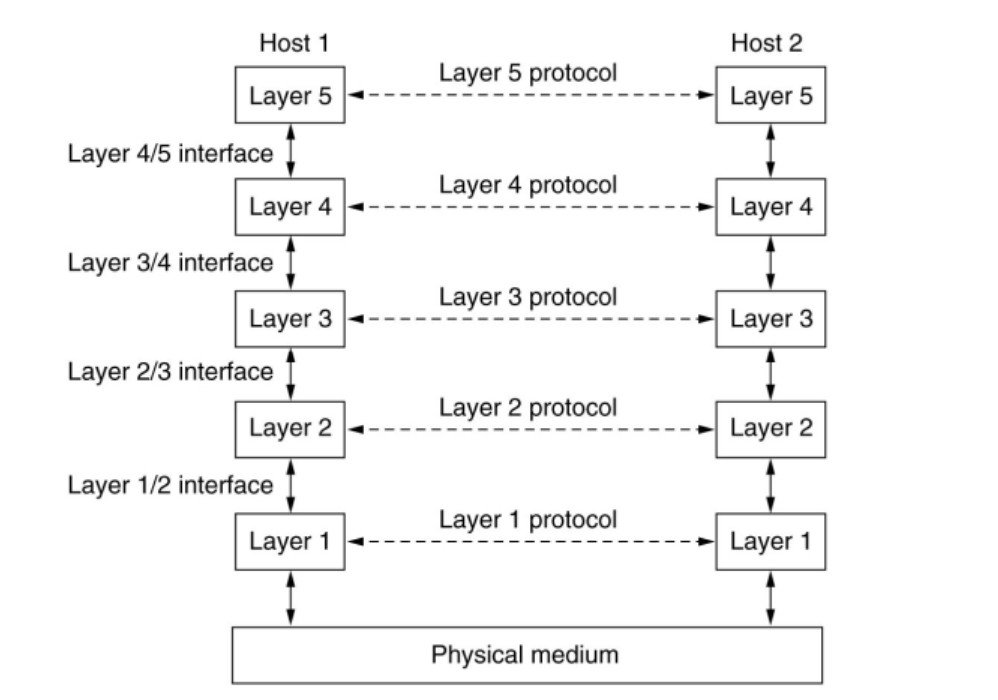 Host 1
Host 2
Layer 5 protocol
Layer 5
Layer 5
Layer 4/5 interface
Layer 4 protocol
Layer 4
Layer 4
Layer 3/4 interface
Layer 3 protocol
Layer 3
Layer 3
Layer 2/3 interface
Layer 2 protocol
Layer 2
Layer 2
Layer 1/2 interface
Layer 1 protocol
Layer 1
Layer 1
Physical medium